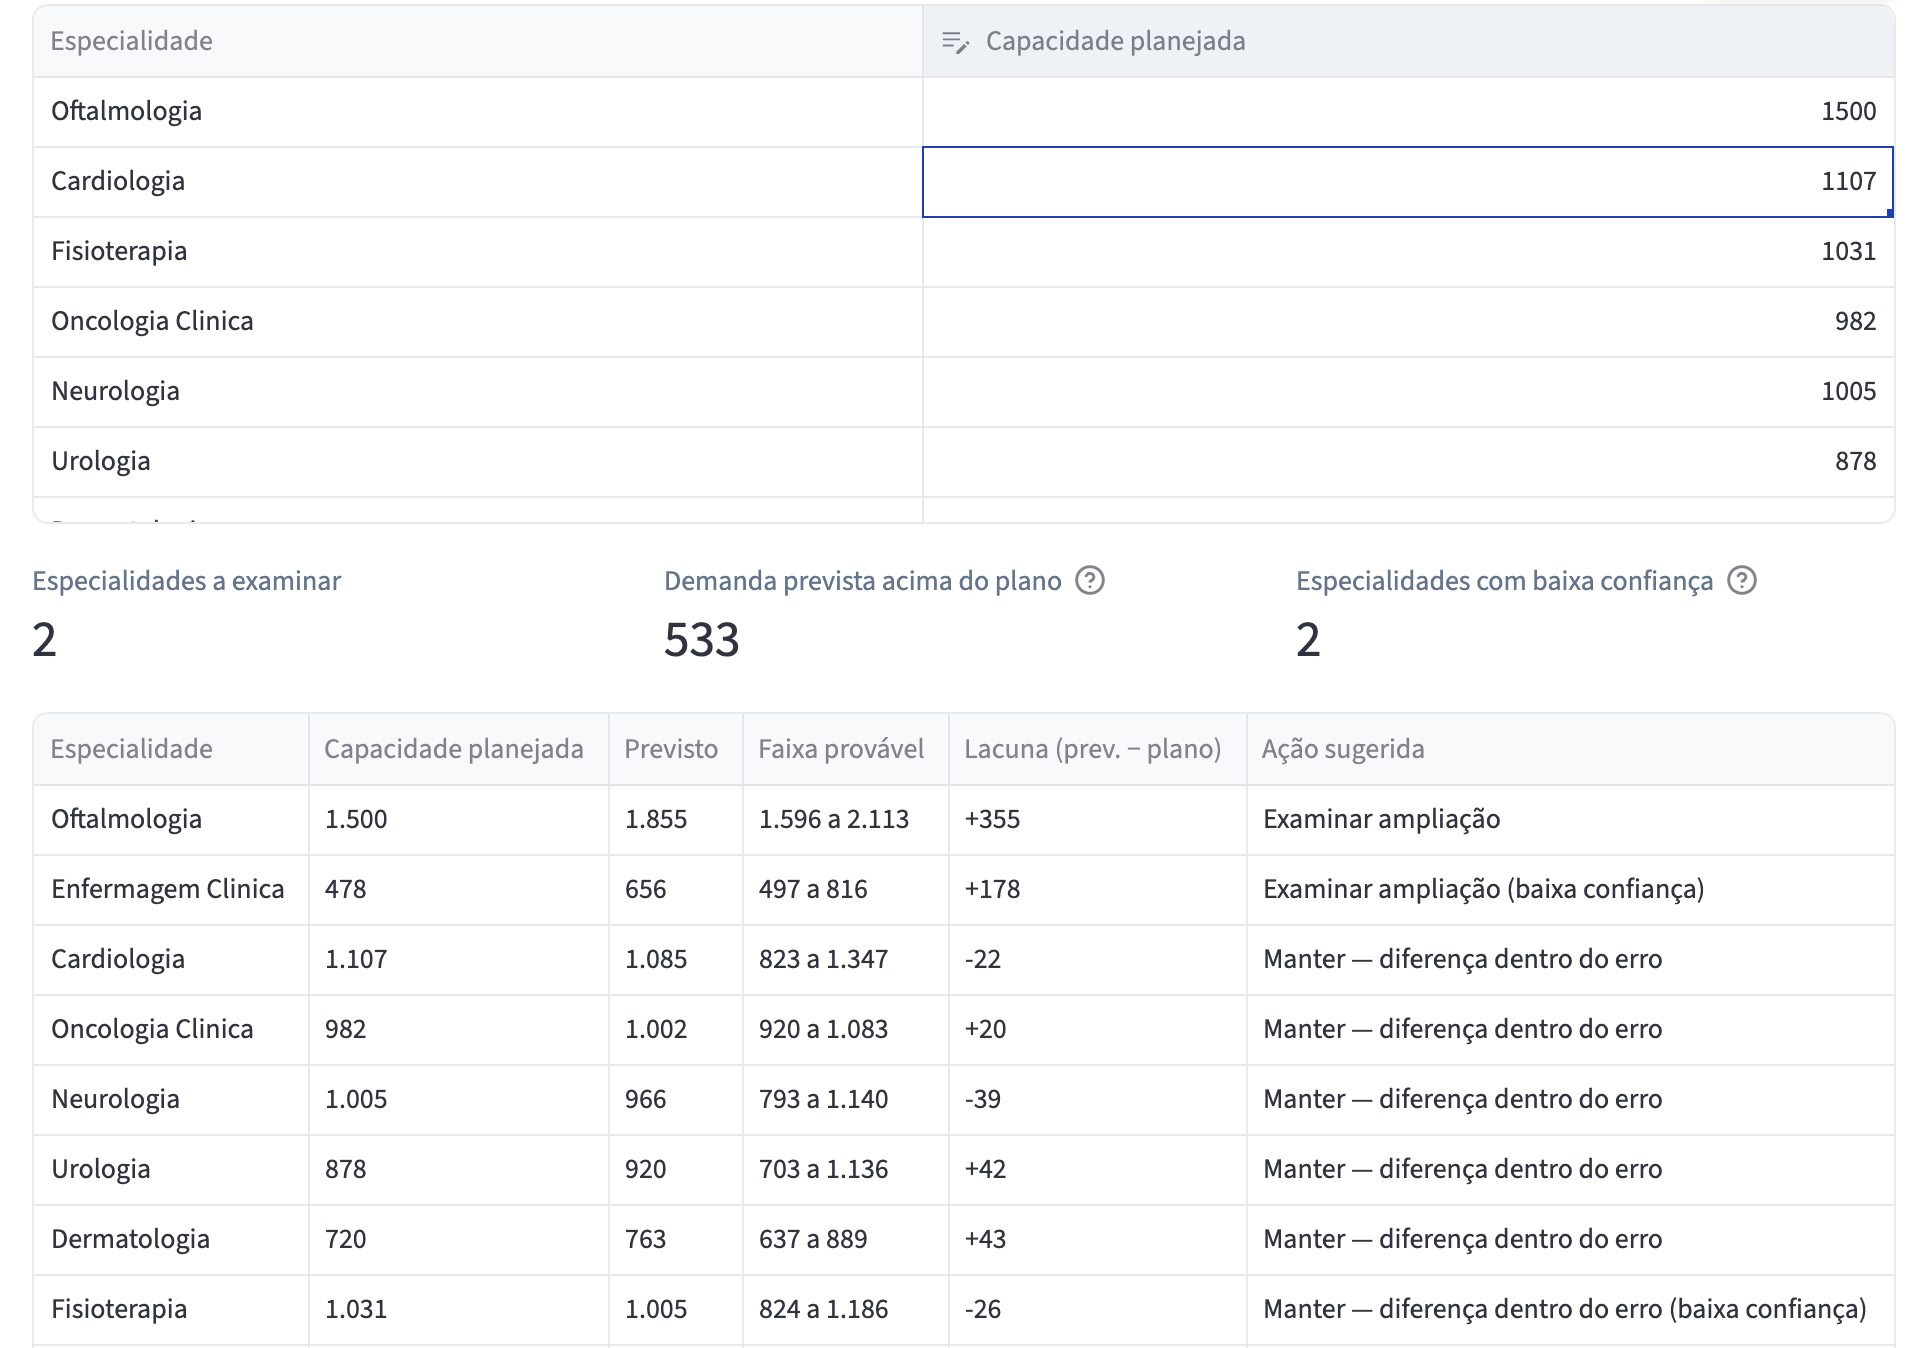 Especialidade Capacidade planejada
Oftalmologia 1500
Cardiologia 1107
Fisioterapia 1031
Oncologia Clinica 982
Neurologia 1005
Urologia 878
Especialidades a examinar Demanda prevista acima do plano ? Especialidades com baixa confiança ?
2 533 2
Especialidade Capacidade planejada Previsto Faixa provável Lacuna (prev. − plano) Ação sugerida
Oftalmologia 1.500 1.855 1.596 a 2.113 +355 Examinar ampliação
Enfermagem Clinica 478 656 497 a 816 +178 Examinar ampliação (baixa confiança)
Cardiologia 1.107 1.085 823 a 1.347 -22 Manter — diferença dentro do erro
Oncologia Clinica 982 1.002 920 a 1.083 +20 Manter — diferença dentro do erro
Neurologia 1.005 966 793 a 1.140 -39 Manter — diferença dentro do erro
Urologia 878 920 703 a 1.136 +42 Manter — diferença dentro do erro
Dermatologia 720 763 637 a 889 +43 Manter — diferença dentro do erro
Fisioterapia 1.031 1.005 824 a 1.186 -26 Manter — diferença dentro do erro (baixa confiança)